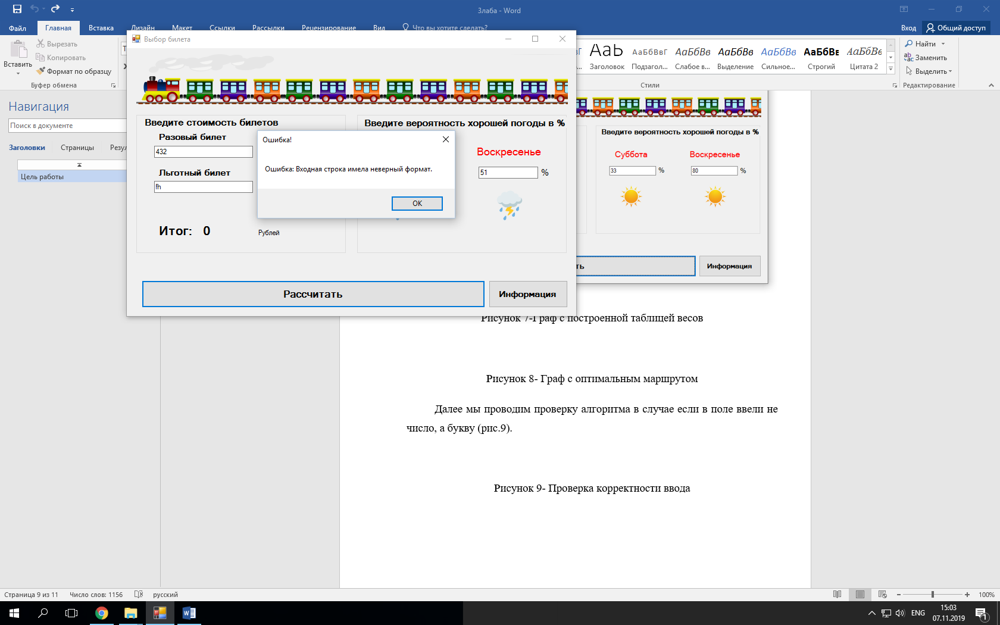 3лаба - Word
Файл
Главная
Вставка
Дизайн
Макет
Ссылки
Рассылки
Рецензирование
Вид
Что вы хотите сделать?
Вход
Общий доступ
Вставить
Вырезать
Копировать
Формат по образцу
Буфер обмена
АаБбВвГ
АаБбВв
АаБбВв
АаБбВв
АаБбВв
Заголовок
Подзагол...
Слабое в...
Выделение
Сильное...
Строгий
Цитата 2
Стили
Найти
Заменить
Выделить
Редактирование
Навигация
Поиск в документе
Заголовки
Страницы
Резул
Цель работы
Выбор билета
Введите стоимость билетов
Разовый билет
432
Льготный билет
fh
Итог: 0
Рублей
Введите вероятность хорошей погоды в %
Воскресенье
51 %
Ошибка!
Ошибка: Входная строка имела неверный формат.
OK
Рассчитать
Информация
Введите вероятность хорошей погоды в %
Суббота
Воскресенье
33 %
80 %
ть
Информация
Рисунок 7-Граф с построенной таблицей весов
Рисунок 8- Граф с оптимальным маршрутом
Далее мы проводим проверку алгоритма в случае если в поле ввели не
число, а букву (рис.9).
Рисунок 9- Проверка корректности ввода
Страница 9 из 11
Число слов: 1156
русский
100%
ENG
15:03
07.11.2019
1